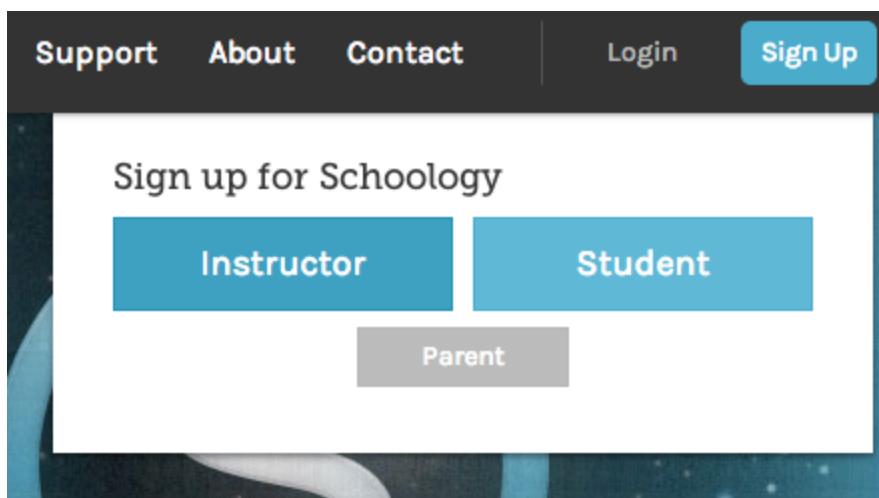 Support About Contact Login Sign Up
Sign up for Schoology
Instructor Student
Parent